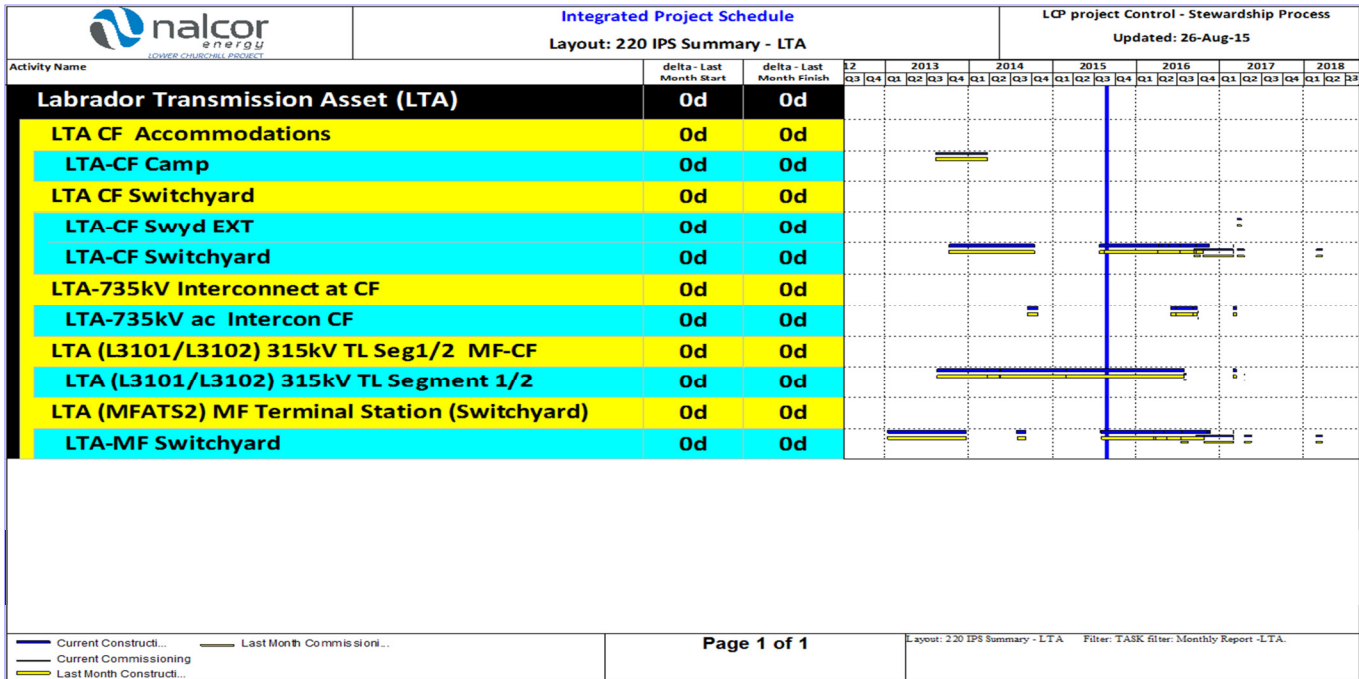 nalcor
energy
LOWER CHURCHILL PROJECT
Integrated Project Schedule
Layout: 220 IPS Summary - LTA
LCP project Control - Stewardship Process
Updated: 26-Aug-15
Activity Name
delta - Last
Month Start
delta - Last
Month Finish
12 2013 2014 2015 2016 2017 2018
Q3 Q4 Q1 Q2 Q3 Q4 Q1 Q2 Q3 Q4 Q1 Q2 Q3 Q4 Q1 Q2 Q3 Q4 Q1 Q2 Q3 Q4 Q1 Q2 Q3
Labrador Transmission Asset (LTA) 0d 0d
LTA CF Accommodations 0d 0d
LTA-CF Camp 0d 0d
LTA CF Switchyard 0d 0d
LTA-CF Swyd EXT 0d 0d
LTA-CF Switchyard 0d 0d
LTA-735kV Interconnect at CF 0d 0d
LTA-735kV ac Intercon CF 0d 0d
LTA (L3101/L3102) 315kV TL Seg1/2 MF-CF 0d 0d
LTA (L3101/L3102) 315kV TL Segment 1/2 0d 0d
LTA (MFATS2) MF Terminal Station (Switchyard) 0d 0d
LTA-MF Switchyard 0d 0d
Current Constructi... Last Month Commissioni...
Current Commissioning
Last Month Constructi...
Page 1 of 1
Layout: 220 IPS Summary - LTA Filter: TASK filter: Monthly Report -LTA.